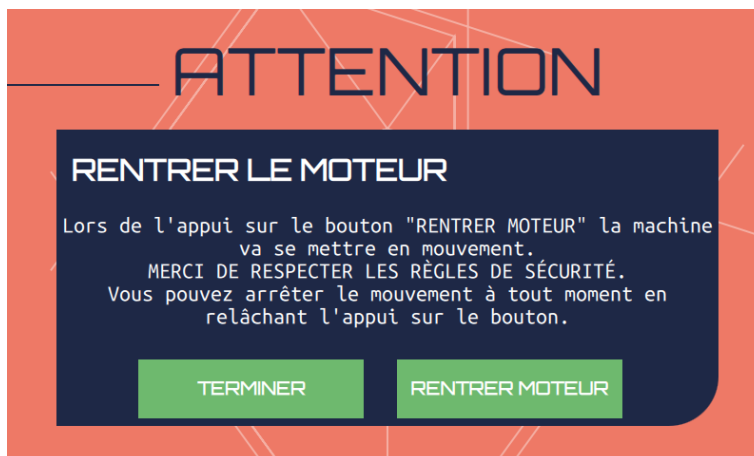 ATTENTION
RENTRER LE MOTEUR
Lors de l'appui sur le bouton "RENTRER MOTEUR" la machine
va se mettre en mouvement.
MERCI DE RESPECTER LES RÈGLES DE SÉCURITÉ.
Vous pouvez arrêter le mouvement à tout moment en
relâchant l'appui sur le bouton.
TERMINER
RENTRER MOTEUR